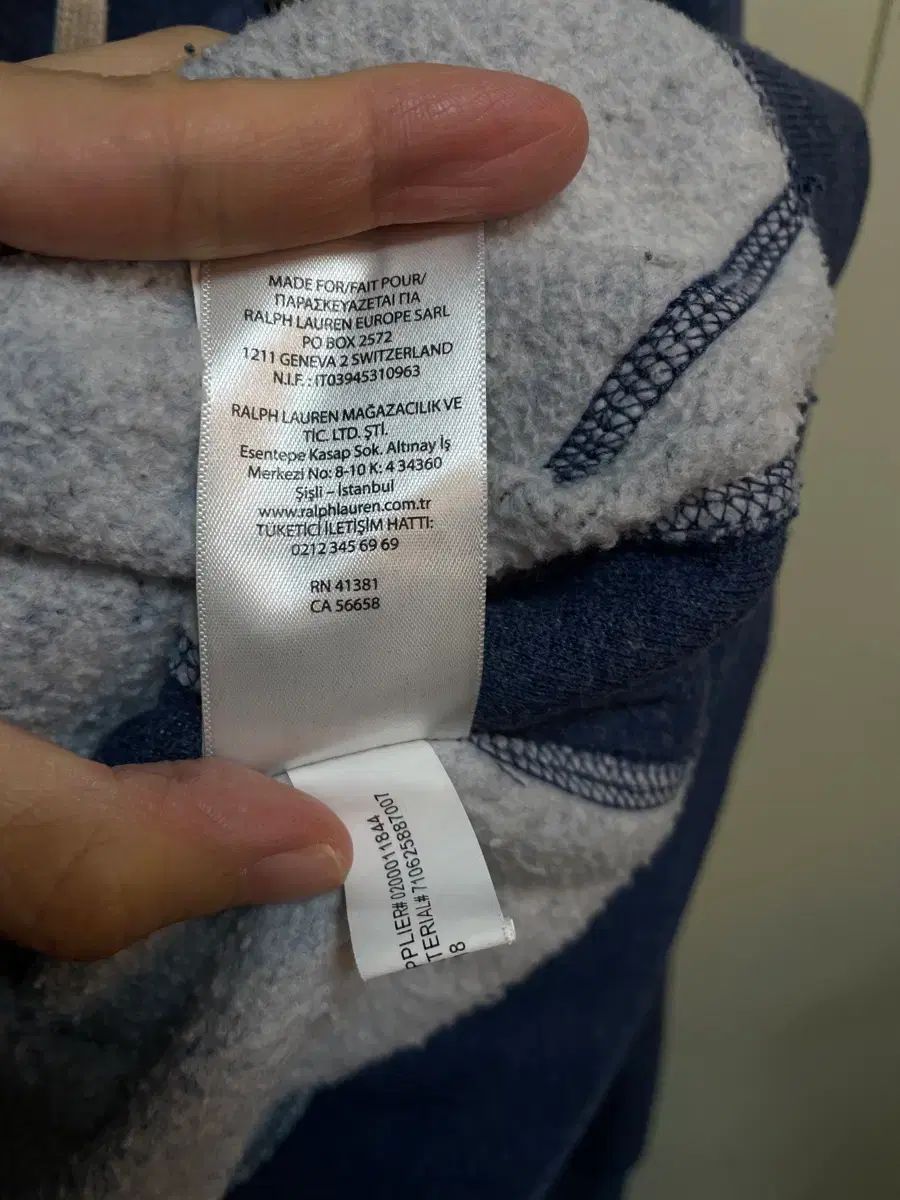 MADE FOR/FAIT POUR/
ΠΑΡΑΣΚΕΥΑΖΕΤΑΙ ΓΙΑ
RALPH LAUREN EUROPE SARL
PO BOX 2572
1211 GENEVA 2 SWITZERLAND
N.I.F. : IT03945310963
RALPH LAUREN MAĞAZACILIK VE
TİC. LTD. ŞTİ.
Esentepe Kasap Sok. Altınay İş
Merkezi No: 8-10 K: 4 34360
Şişli – İstanbul
www.ralphlauren.com.tr
TÜKETİCİ İLETİŞİM HATTI:
0212 345 69 69
RN 41381
CA 56658
PPLIER# 0200011844
TERIAL# 710625887007
8